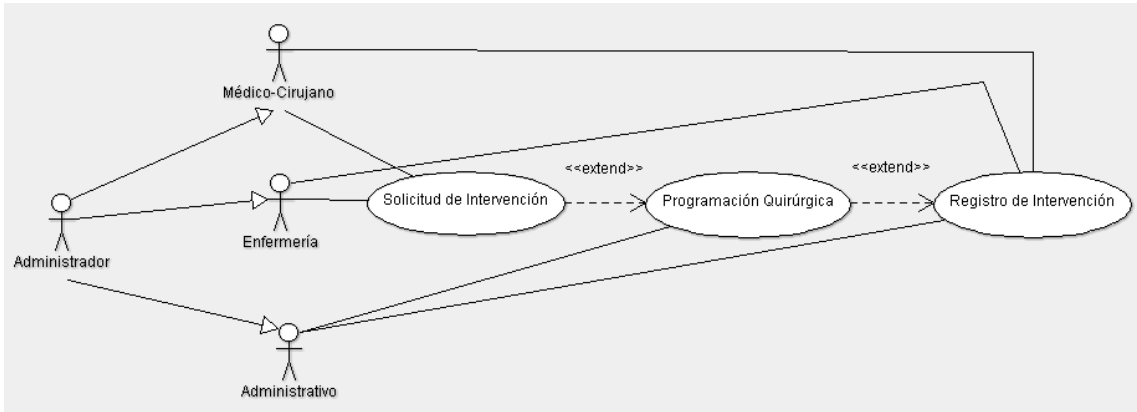 Médico-Cirujano
<<extend>>
<<extend>>
Solicitud de Intervención
Programación Quirúrgica
Registro de Intervención
Enfermería
Administrador
Administrativo